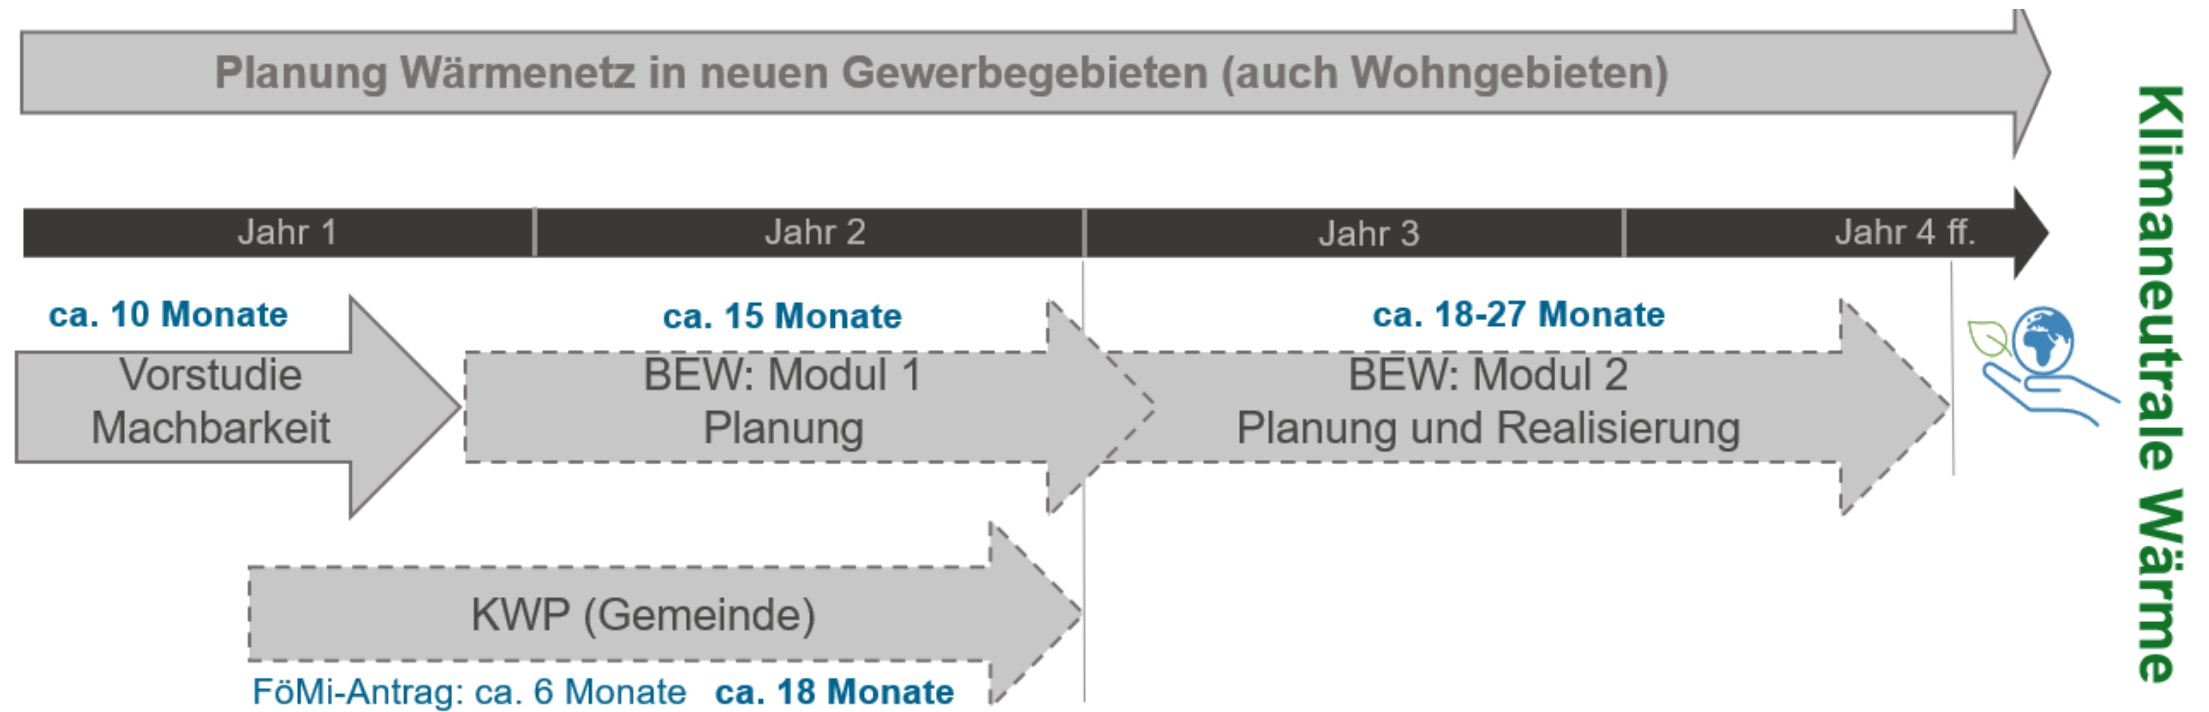 Planung Wärmenetz in neuen Gewerbegebieten (auch Wohngebieten)
Jahr 1
Jahr 2
Jahr 3
Jahr 4 ff.
ca. 10 Monate
ca. 15 Monate
ca. 18-27 Monate
Vorstudie
Machbarkeit
BEW: Modul 1
Planung
BEW: Modul 2
Planung und Realisierung
KWP (Gemeinde)
FöMi-Antrag: ca. 6 Monate ca. 18 Monate
Klimaneutrale Wärme